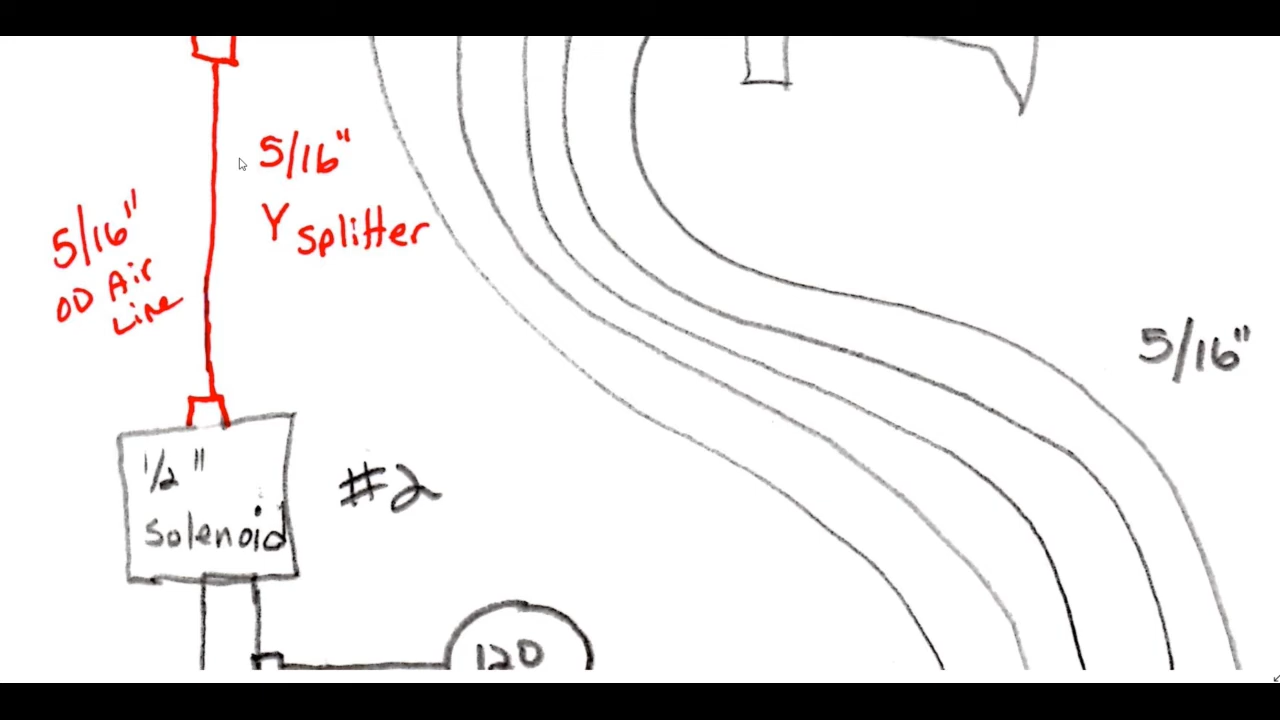 5/16"
Y splitter
5/16"
OD Air
Line
5/16"
1/2"
Solenoid
#2
120